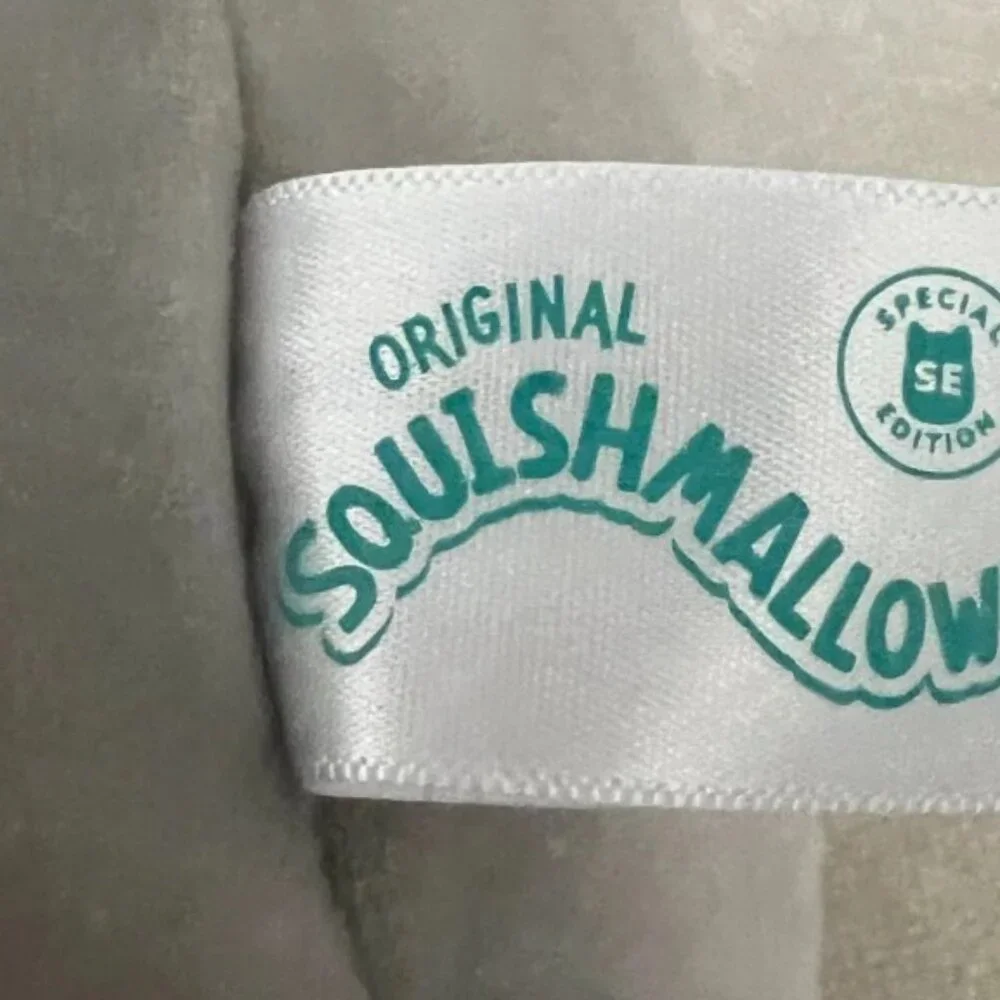 ORIGINAL
SQUISHMALLOW
SPECIAL
SE
EDITION